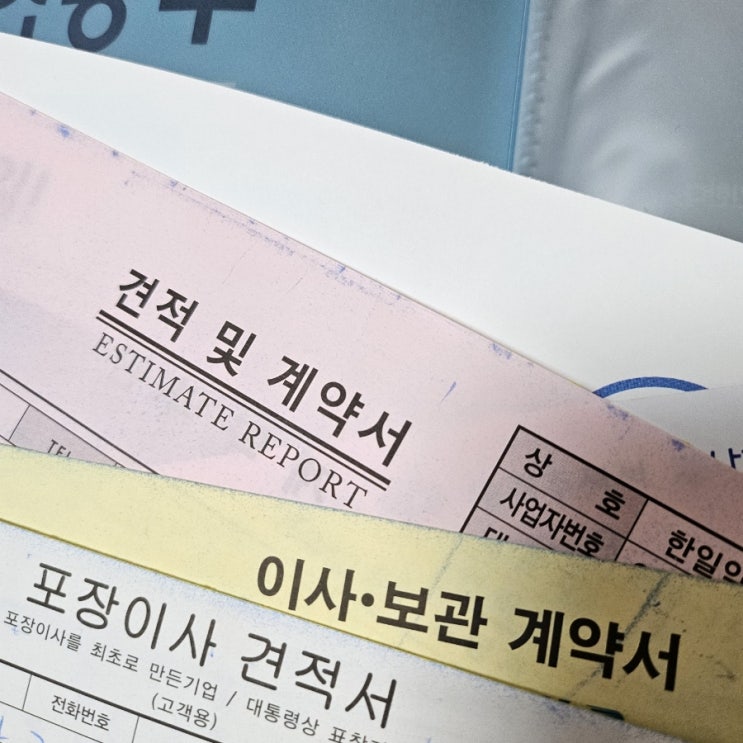 견적 및 계약서
ESTIMATE REPORT
상 호
사업자번호
한일
이사·보관 계약서
포장이사 견적서
포장이사를 최초로 만든기업 / 대통령상
(고객용)
전화번호